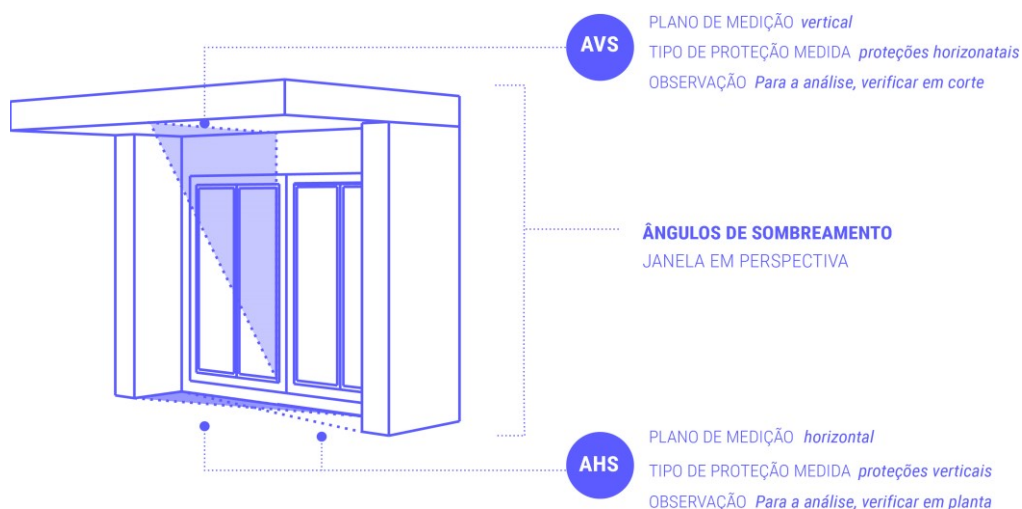 AVS
PLANO DE MEDIÇÃO vertical
TIPO DE PROTEÇÃO MEDIDA proteções horizonatais
OBSERVAÇÃO Para a análise, verificar em corte
ÂNGULOS DE SOMBREAMENTO
JANELA EM PERSPECTIVA
AHS
PLANO DE MEDIÇÃO horizontal
TIPO DE PROTEÇÃO MEDIDA proteções verticais
OBSERVAÇÃO Para a análise, verificar em planta